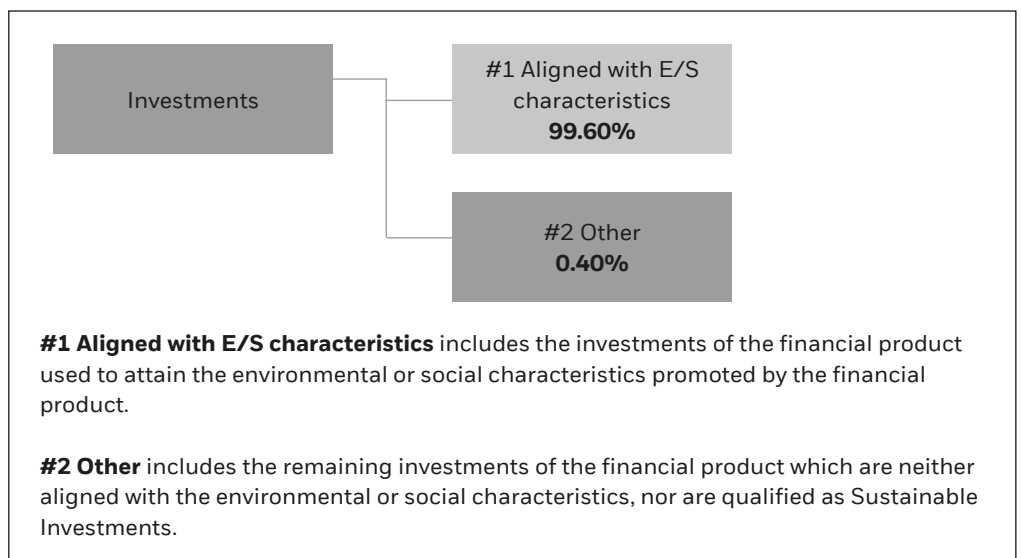 Investments
#1 Aligned with E/S
characteristics
99.60%
#2 Other
0.40%
#1 Aligned with E/S characteristics includes the investments of the financial product
used to attain the environmental or social characteristics promoted by the financial
product.
#2 Other includes the remaining investments of the financial product which are neither
aligned with the environmental or social characteristics, nor are qualified as Sustainable
Investments.